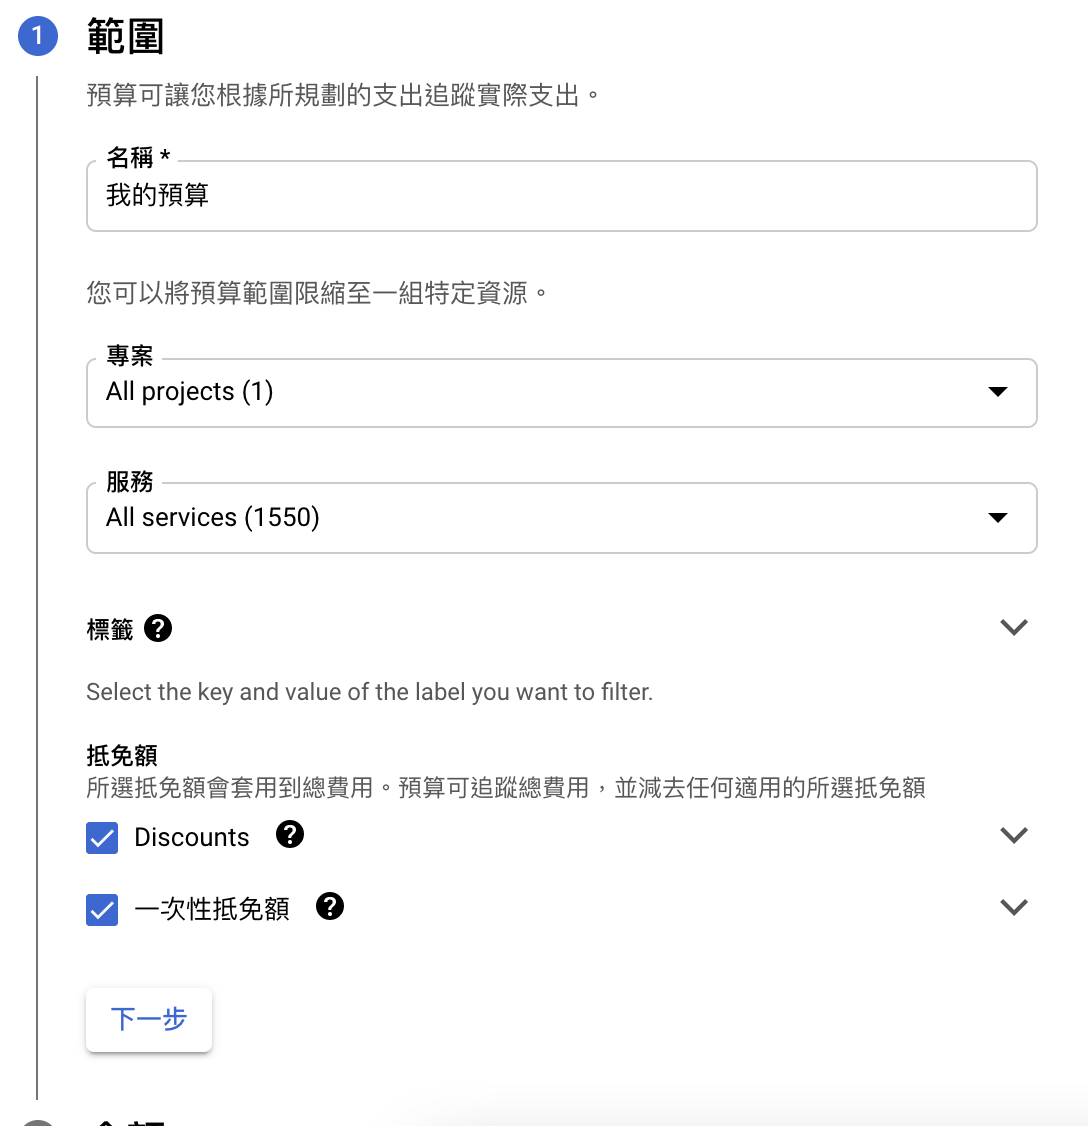 1 範圍
預算可讓您根據所規劃的支出追蹤實際支出。
名稱 *
我的預算
您可以將預算範圍限縮至一組特定資源。
專案
All projects (1)
服務
All services (1550)
標籤 ?
Select the key and value of the label you want to filter.
抵免額
所選抵免額會套用到總費用。預算可追蹤總費用，並減去任何適用的所選抵免額
Discounts ?
一次性抵免額 ?
下一步